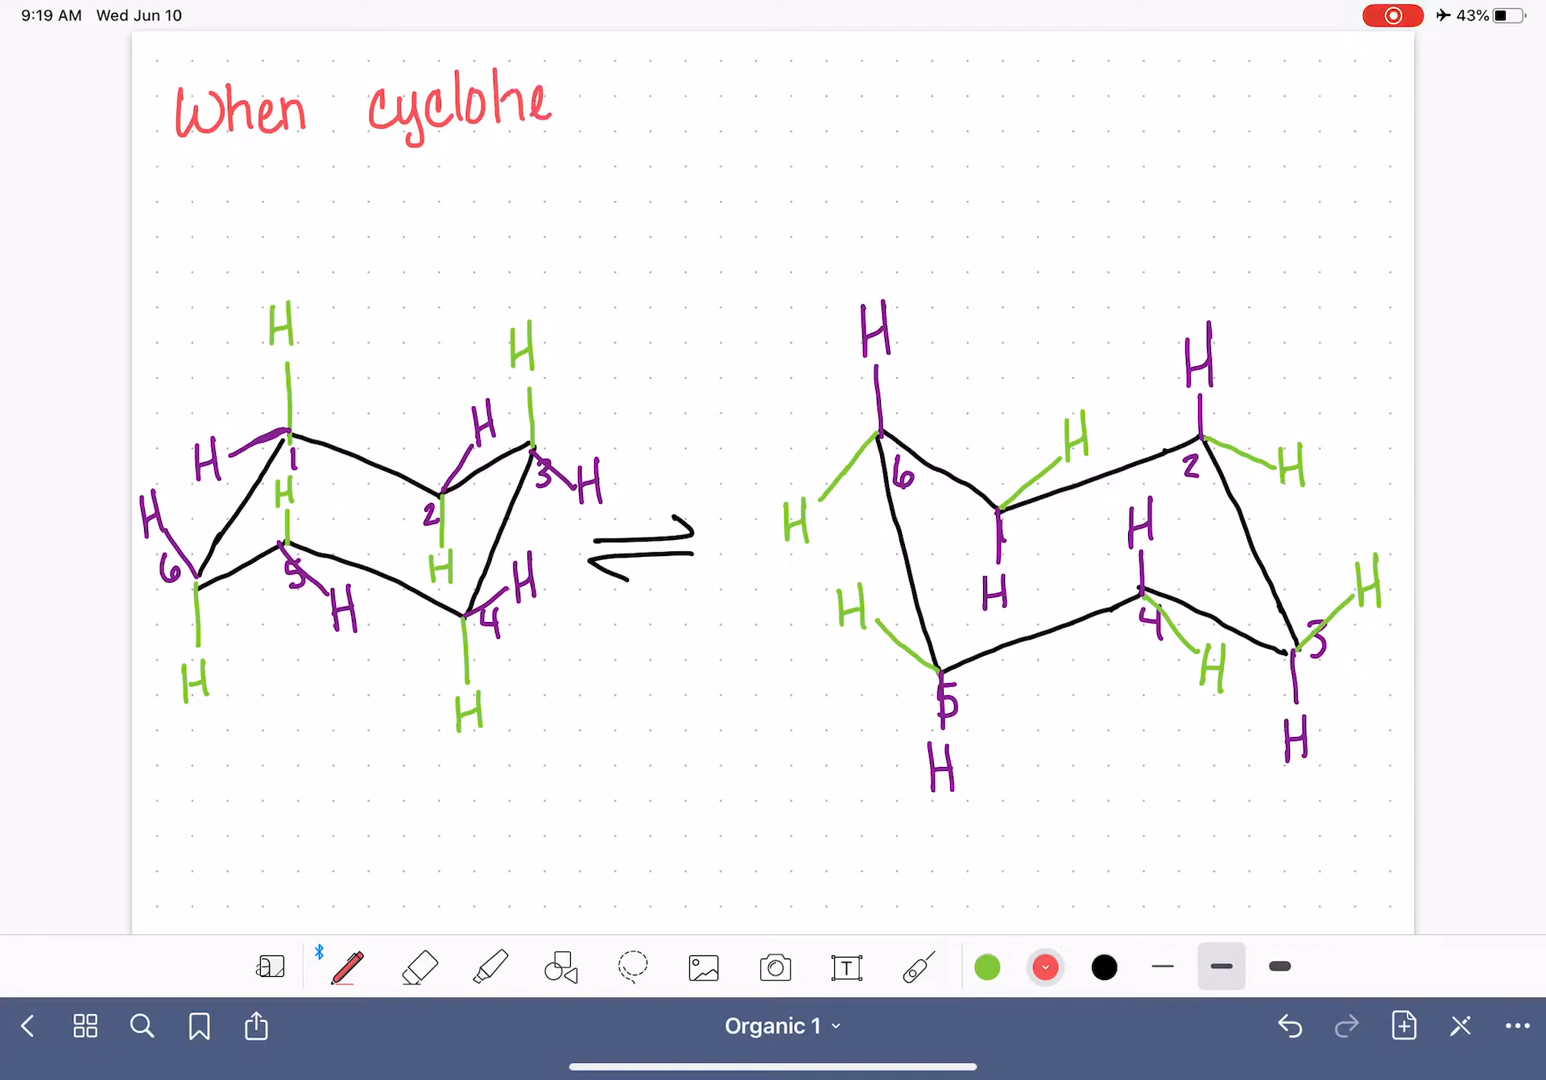 9:19 AM Wed Jun 10
43%
When cyclohe
H H
H H
H 1 3 H
H H 2
6 5 H H
H 4
H H
H H
6 H 2 H
H 1 H
H H 4 H 3
5 H
H H
Organic 1